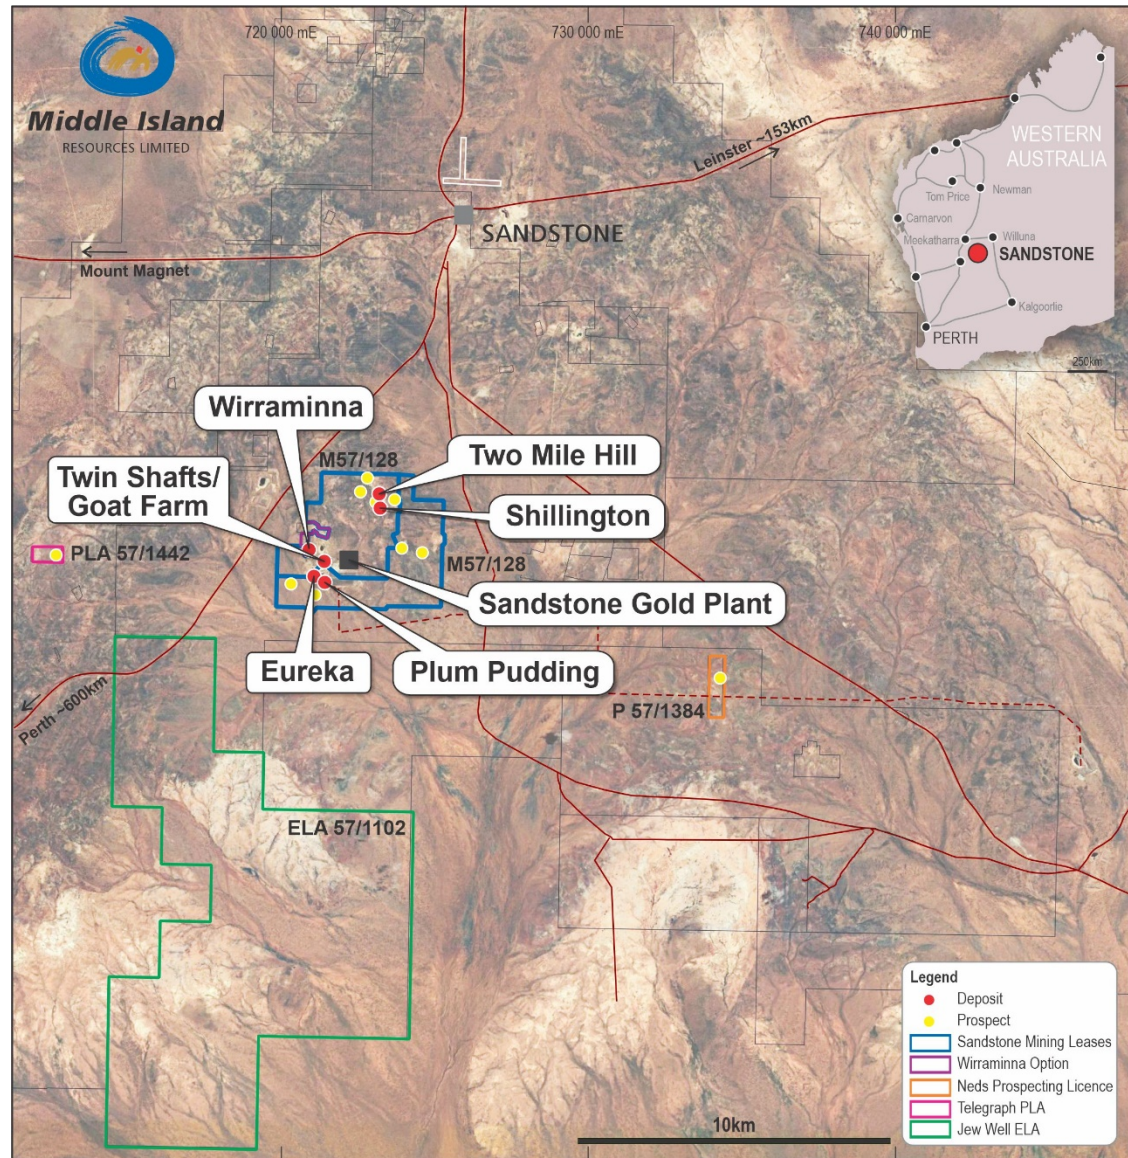 720 000 mE
730 000 mE
740 000 mE
Middle Island
RESOURCES LIMITED
Leinster ~153km
SANDSTONE
Mount Magnet
WESTERN
AUSTRALIA
Tom Price
Newman
Carnarvon
Meekatharra
Willuna
SANDSTONE
Kalgoorlie
PERTH
250km
Wirraminna
M57/128
Two Mile Hill
Twin Shafts/
Goat Farm
Shillington
PLA 57/1442
M57/128
Sandstone Gold Plant
Eureka
Plum Pudding
Perth ~600km
P 57/1384
ELA 57/1102
10km
Legend
Deposit
Prospect
Sandstone Mining Leases
Wirraminna Option
Neds Prospecting Licence
Telegraph PLA
Jew Well ELA